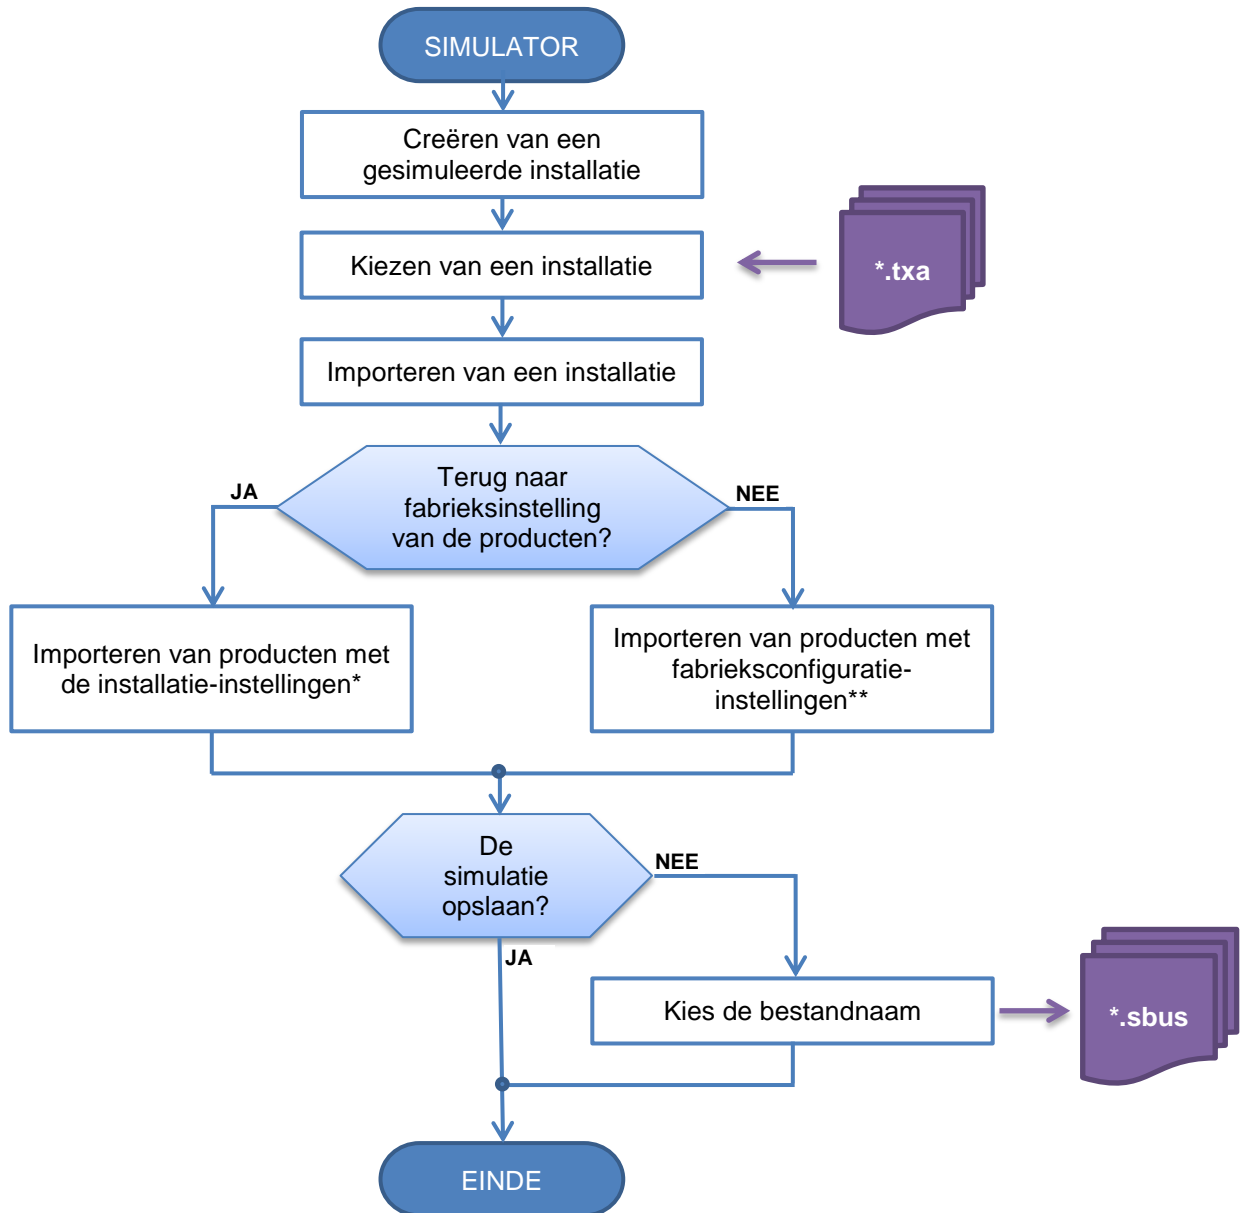 SIMULATOR
Creëren van een
gesimuleerde installatie
Kiezen van een installatie
*.txa
Importeren van een installatie
Terug naar
fabrieksinstelling
van de producten?
JA
NEE
Importeren van producten met
de installatie-instellingen*
Importeren van producten met
fabrieksconfiguratie-
instellingen**
De
simulatie
opslaan?
NEE
JA
Kies de bestandnaam
*.sbus
EINDE